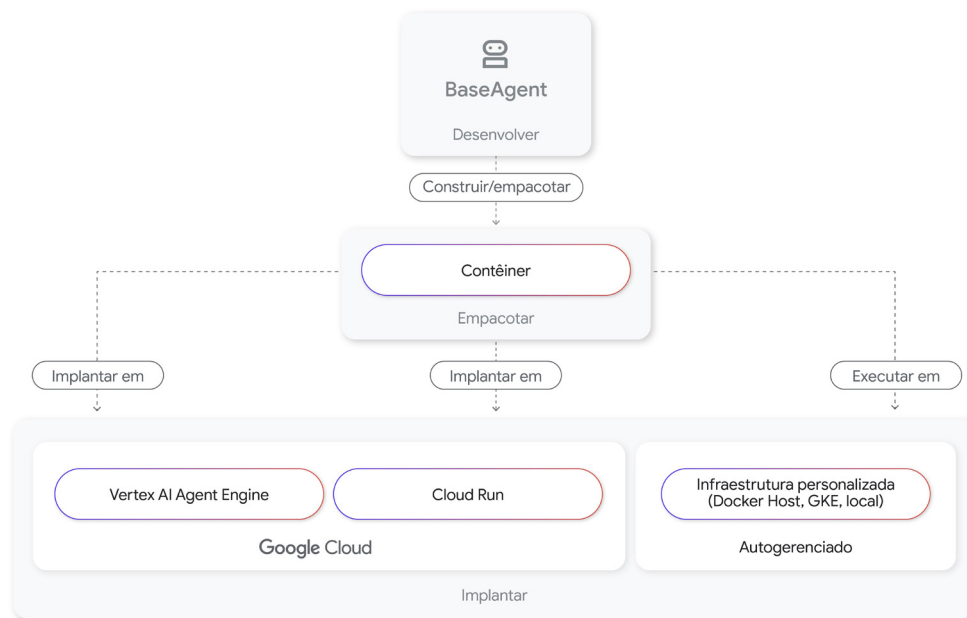 BaseAgent
Desenvolver
Construir/empacotar
Contêiner
Empacotar
Implantar em
Implantar em
Executar em
Vertex AI Agent Engine
Cloud Run
Infraestrutura personalizada
(Docker Host, GKE, local)
Google Cloud
Autogerenciado
Implantar